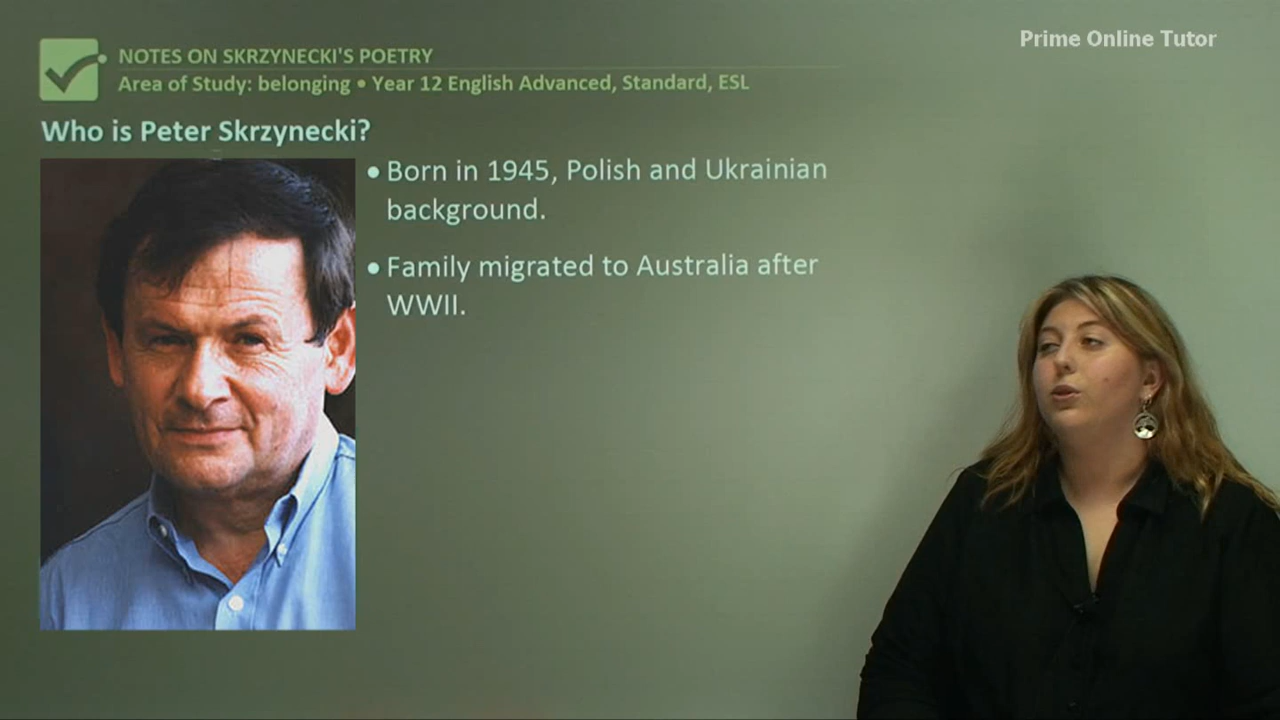 Prime Online Tutor
NOTES ON SKRZYNECKI'S POETRY
Area of Study: belonging • Year 12 English Advanced, Standard, ESL
Who is Peter Skrzynecki?
• Born in 1945, Polish and Ukrainian
background.
• Family migrated to Australia after
WWII.